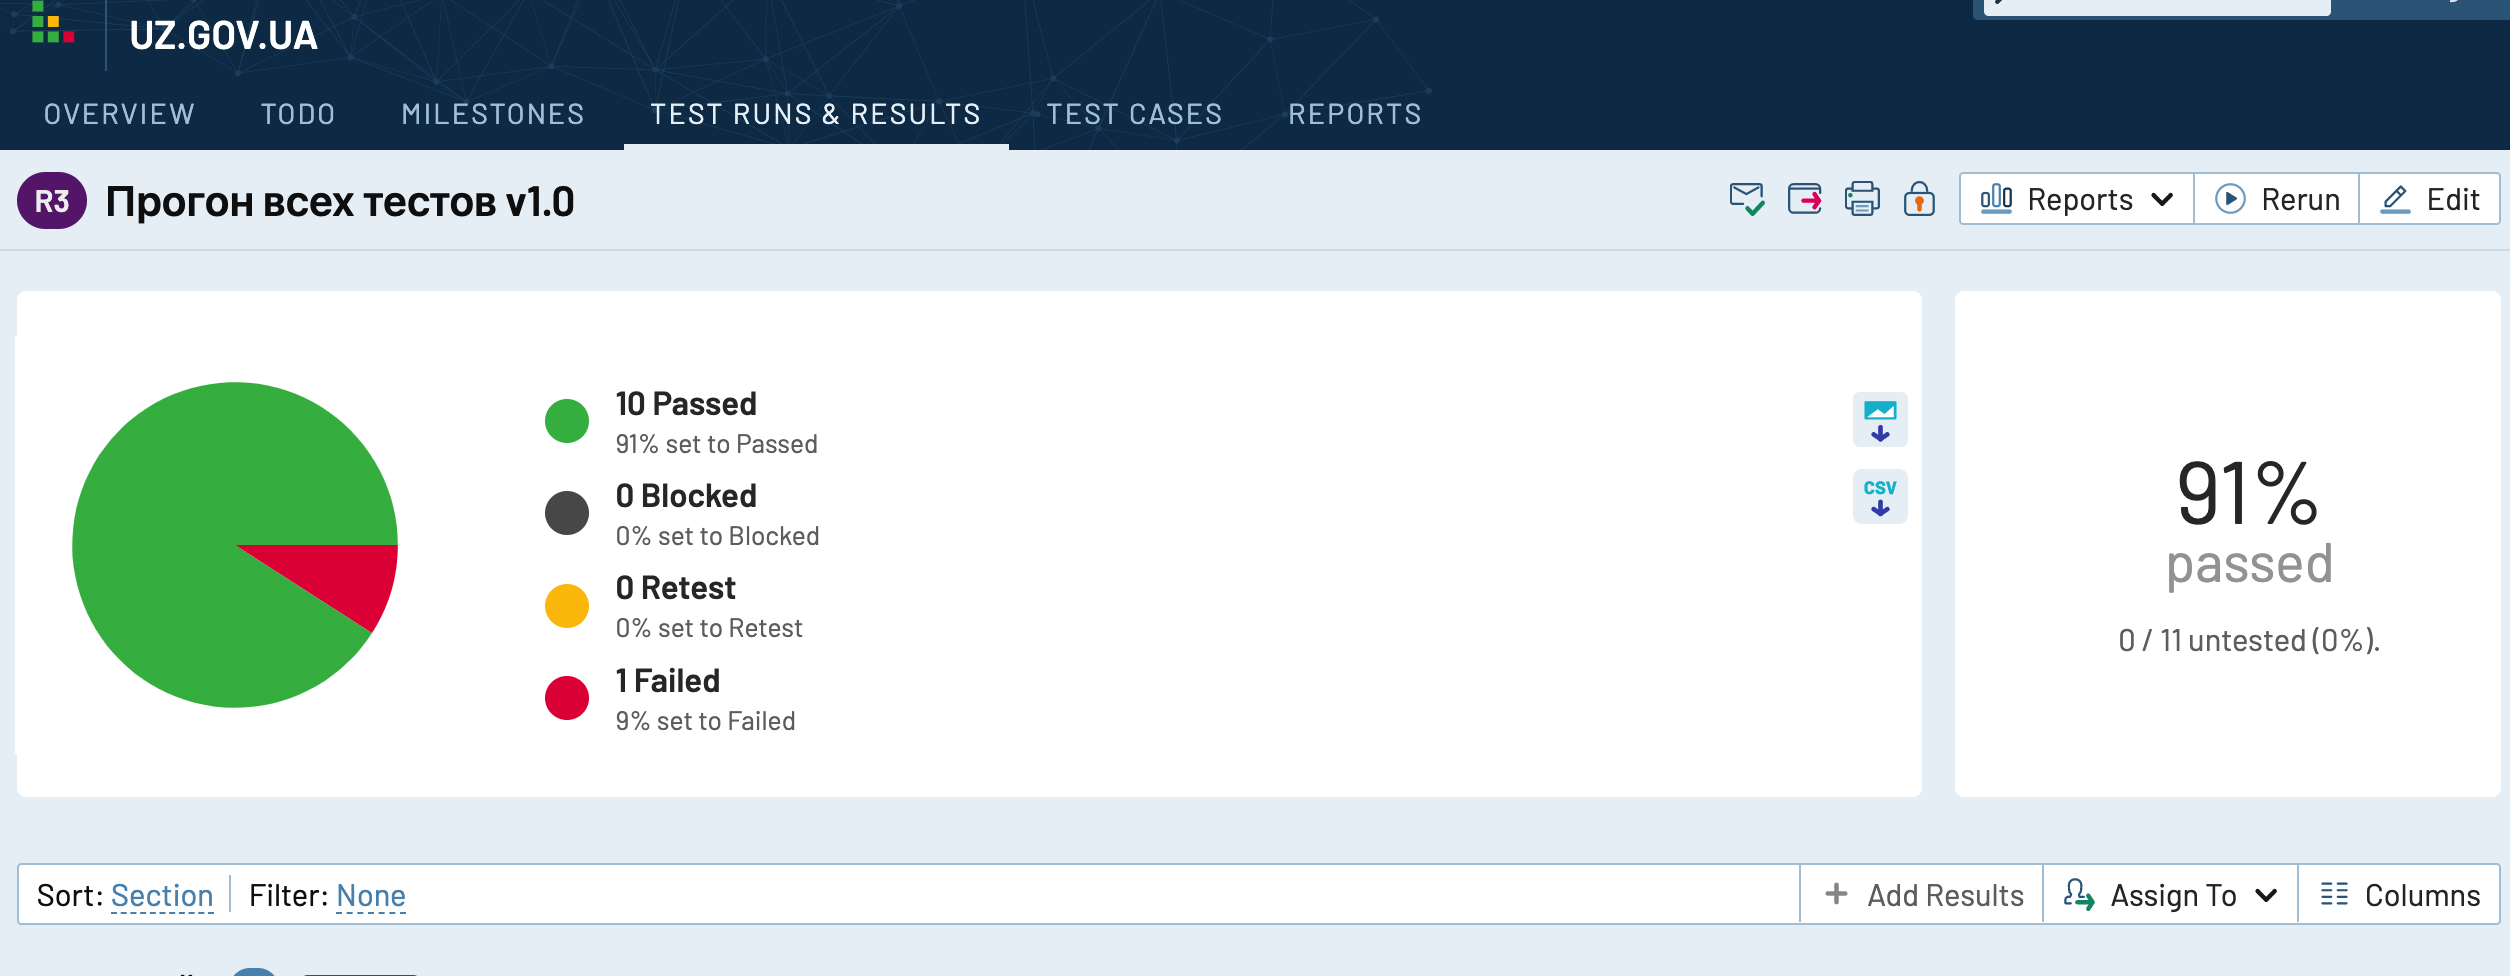 UZ.GOV.UA
OVERVIEW TODO MILESTONES TEST RUNS & RESULTS TEST CASES REPORTS
R3 Прогон всех тестов v1.0
Reports Rerun Edit
10 Passed
91% set to Passed
0 Blocked
0% set to Blocked
0 Retest
0% set to Retest
1 Failed
9% set to Failed
CSV
91%
passed
0 / 11 untested (0%).
Sort: Section Filter: None
Add Results Assign To Columns